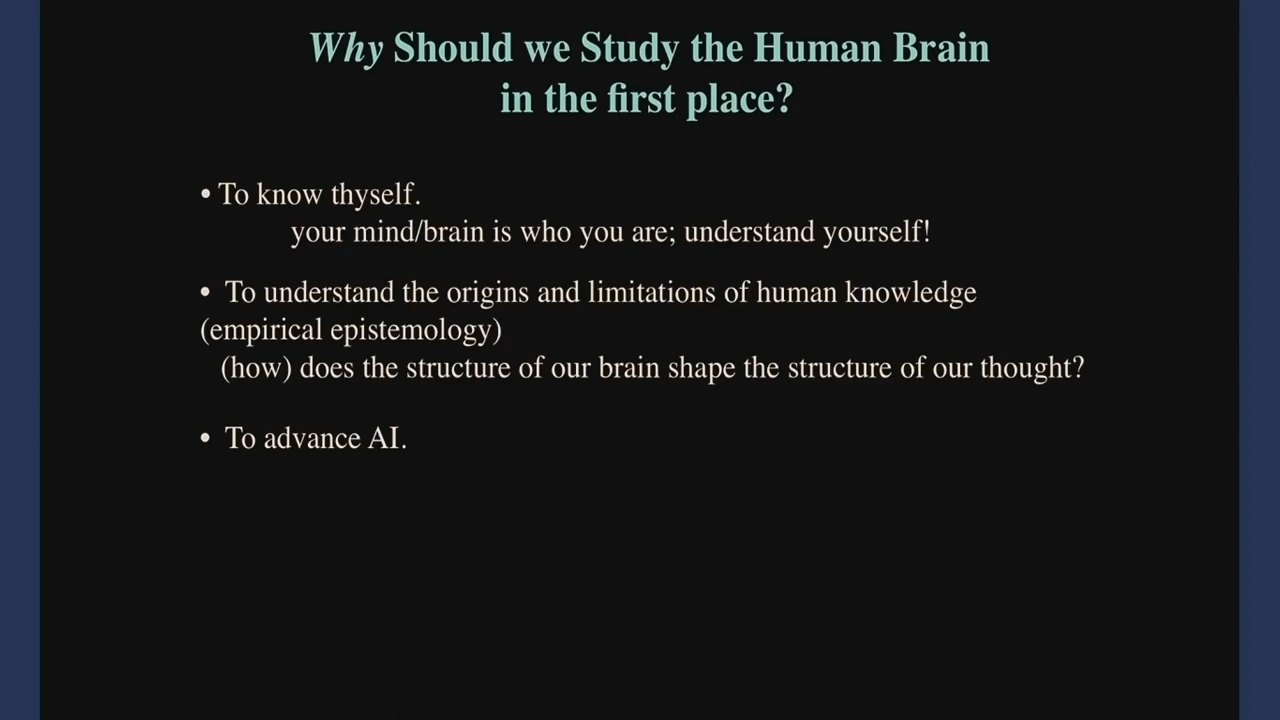 Why Should we Study the Human Brain
in the first place?
• To know thyself.
your mind/brain is who you are; understand yourself!
• To understand the origins and limitations of human knowledge
(empirical epistemology)
(how) does the structure of our brain shape the structure of our thought?
• To advance AI.